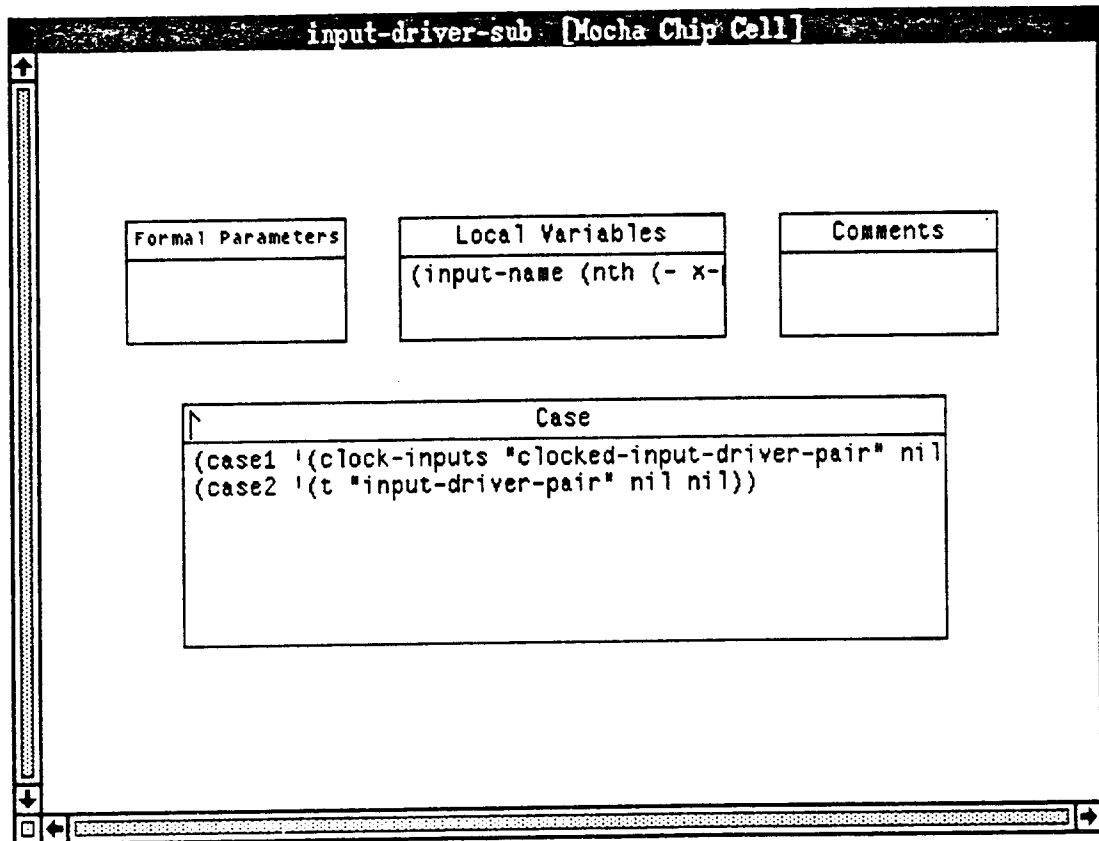 input-driver-sub [Mocha Chip Cell]
Formal Parameters
Local Variables
(input-name (nth (- x-
Comments
Case
(case1 '(clock-inputs "clocked-input-driver-pair" nil
(case2 '(t "input-driver-pair" nil nil))